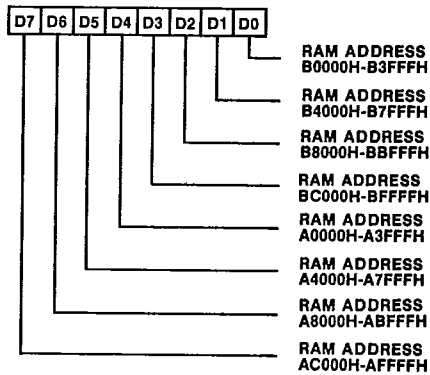 D7 D6 D5 D4 D3 D2 D1 D0
RAM ADDRESS
B0000H-B3FFFH
RAM ADDRESS
B4000H-B7FFFH
RAM ADDRESS
B8000H-BBFFFH
RAM ADDRESS
BC000H-BFFFFH
RAM ADDRESS
A0000H-A3FFFH
RAM ADDRESS
A4000H-A7FFFH
RAM ADDRESS
A8000H-ABFFFH
RAM ADDRESS
AC000H-AFFFFH